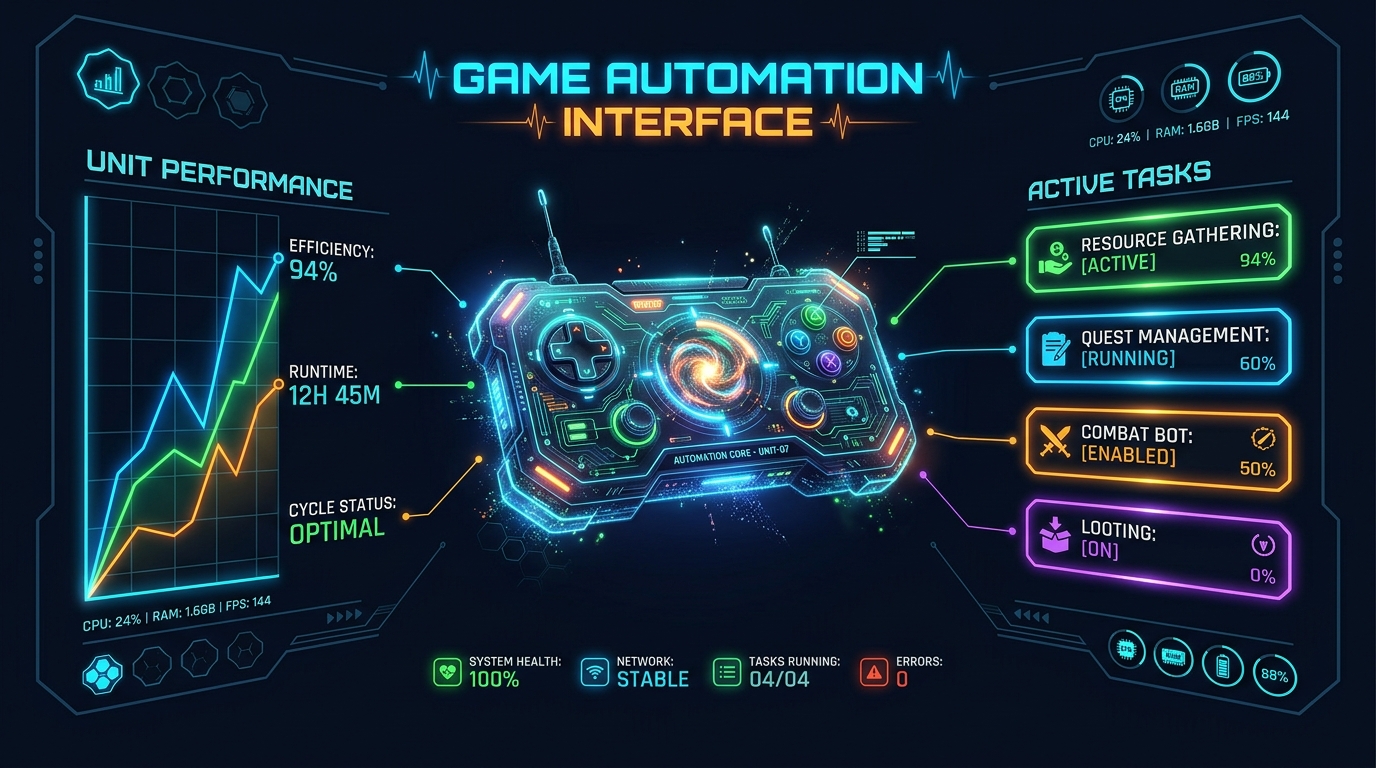 GAME AUTOMATION
INTERFACE
CPU
RAM
88%
CPU: 24% | RAM: 1.6GB | FPS: 144
UNIT PERFORMANCE
EFFICIENCY:
94%
RUNTIME:
12H 45M
CYCLE STATUS:
OPTIMAL
CPU: 24% | RAM: 1.6GB | FPS: 144
AUTOMATION CORE - UNIT-07
ACTIVE TASKS
RESOURCE GATHERING:
[ACTIVE] 94%
QUEST MANAGEMENT:
[RUNNING] 60%
COMBAT BOT:
[ENABLED] 50%
LOOTING:
[ON] 0%
SYSTEM HEALTH:
100%
NETWORK:
STABLE
TASKS RUNNING:
04/04
ERRORS:
0
88%